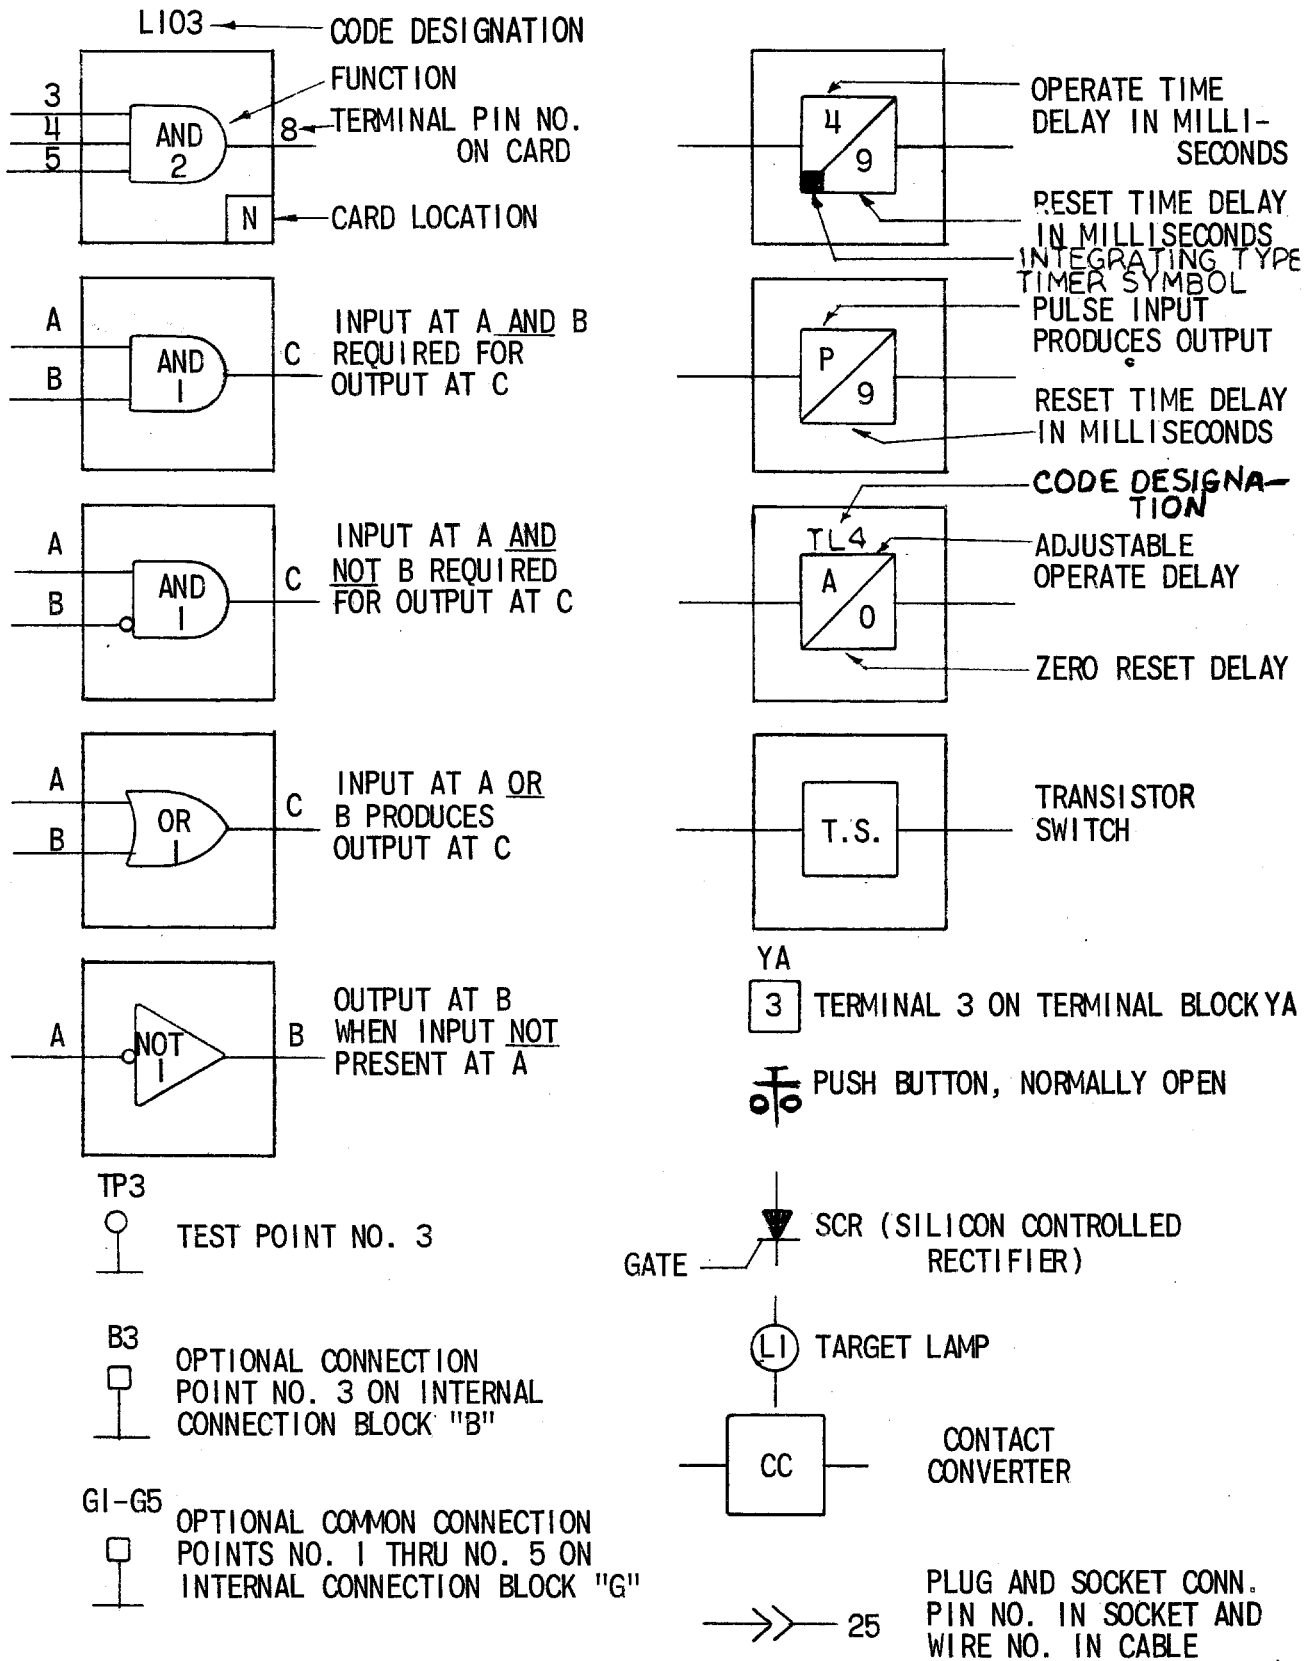 L103
CODE DESIGNATION
FUNCTION
3
4
5
AND
2
8
TERMINAL PIN NO.
ON CARD
N
CARD LOCATION
A
B
AND
1
C
INPUT AT A AND B
REQUIRED FOR
OUTPUT AT C
A
B
AND
1
C
INPUT AT A AND
NOT B REQUIRED
FOR OUTPUT AT C
A
B
OR
1
C
INPUT AT A OR
B PRODUCES
OUTPUT AT C
A
NOT
1
B
OUTPUT AT B
WHEN INPUT NOT
PRESENT AT A
TP3
TEST POINT NO. 3
B3
OPTIONAL CONNECTION
POINT NO. 3 ON INTERNAL
CONNECTION BLOCK "B"
G1-G5
OPTIONAL COMMON CONNECTION
POINTS NO. 1 THRU NO. 5 ON
INTERNAL CONNECTION BLOCK "G"
4
9
OPERATE TIME
DELAY IN MILLI-
SECONDS
RESET TIME DELAY
IN MILLISECONDS
INTEGRATING TYPE
TIMER SYMBOL
P
9
PULSE INPUT
PRODUCES OUTPUT
RESET TIME DELAY
IN MILLISECONDS
CODE DESIGNA-
TION
TL4
A
0
ADJUSTABLE
OPERATE DELAY
ZERO RESET DELAY
T.S.
TRANSISTOR
SWITCH
YA
3
TERMINAL 3 ON TERMINAL BLOCK YA
PUSH BUTTON, NORMALLY OPEN
GATE
SCR (SILICON CONTROLLED
RECTIFIER)
L1
TARGET LAMP
CC
CONTACT
CONVERTER
25
PLUG AND SOCKET CONN.
PIN NO. IN SOCKET AND
WIRE NO. IN CABLE